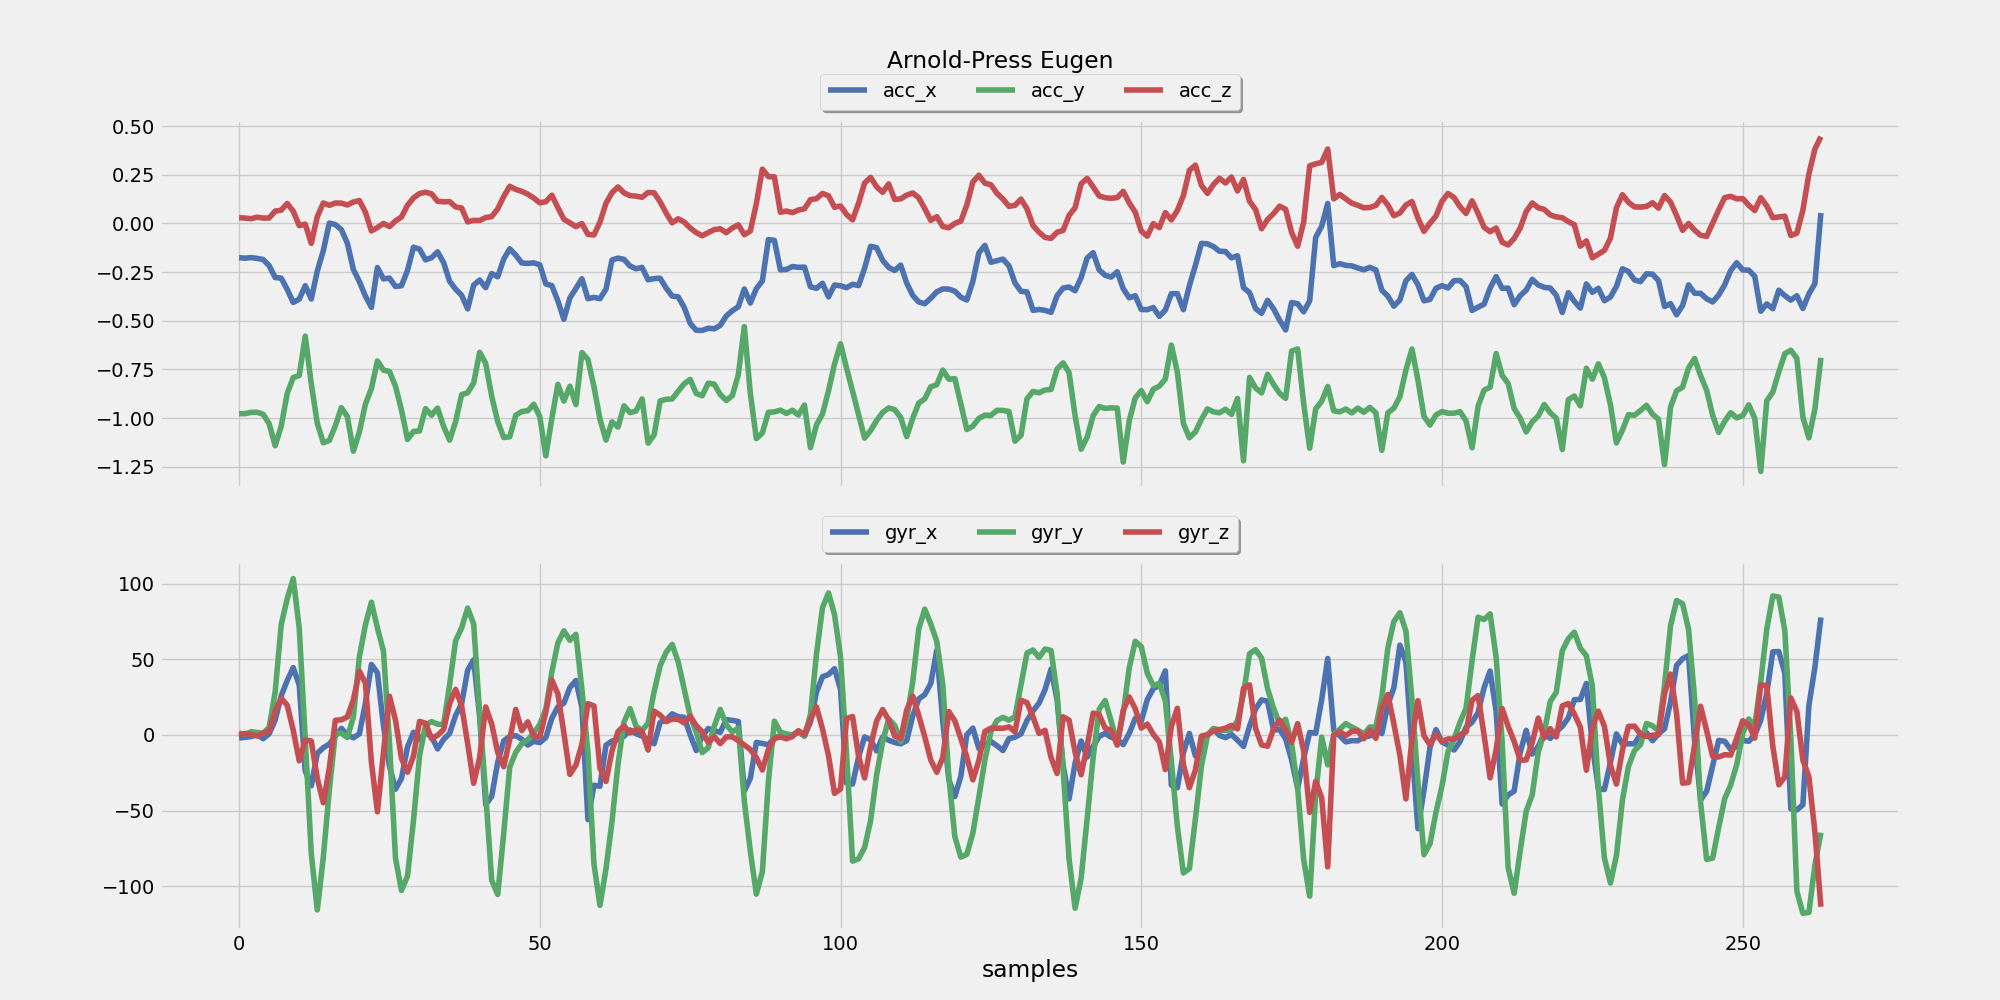 Arnold-Press Eugen
acc_x acc_y acc_z
0.50
0.25
0.00
−0.25
−0.50
−0.75
−1.00
−1.25
gyr_x gyr_y gyr_z
100
50
0
−50
−100
0 50 100 150 200 250
samples